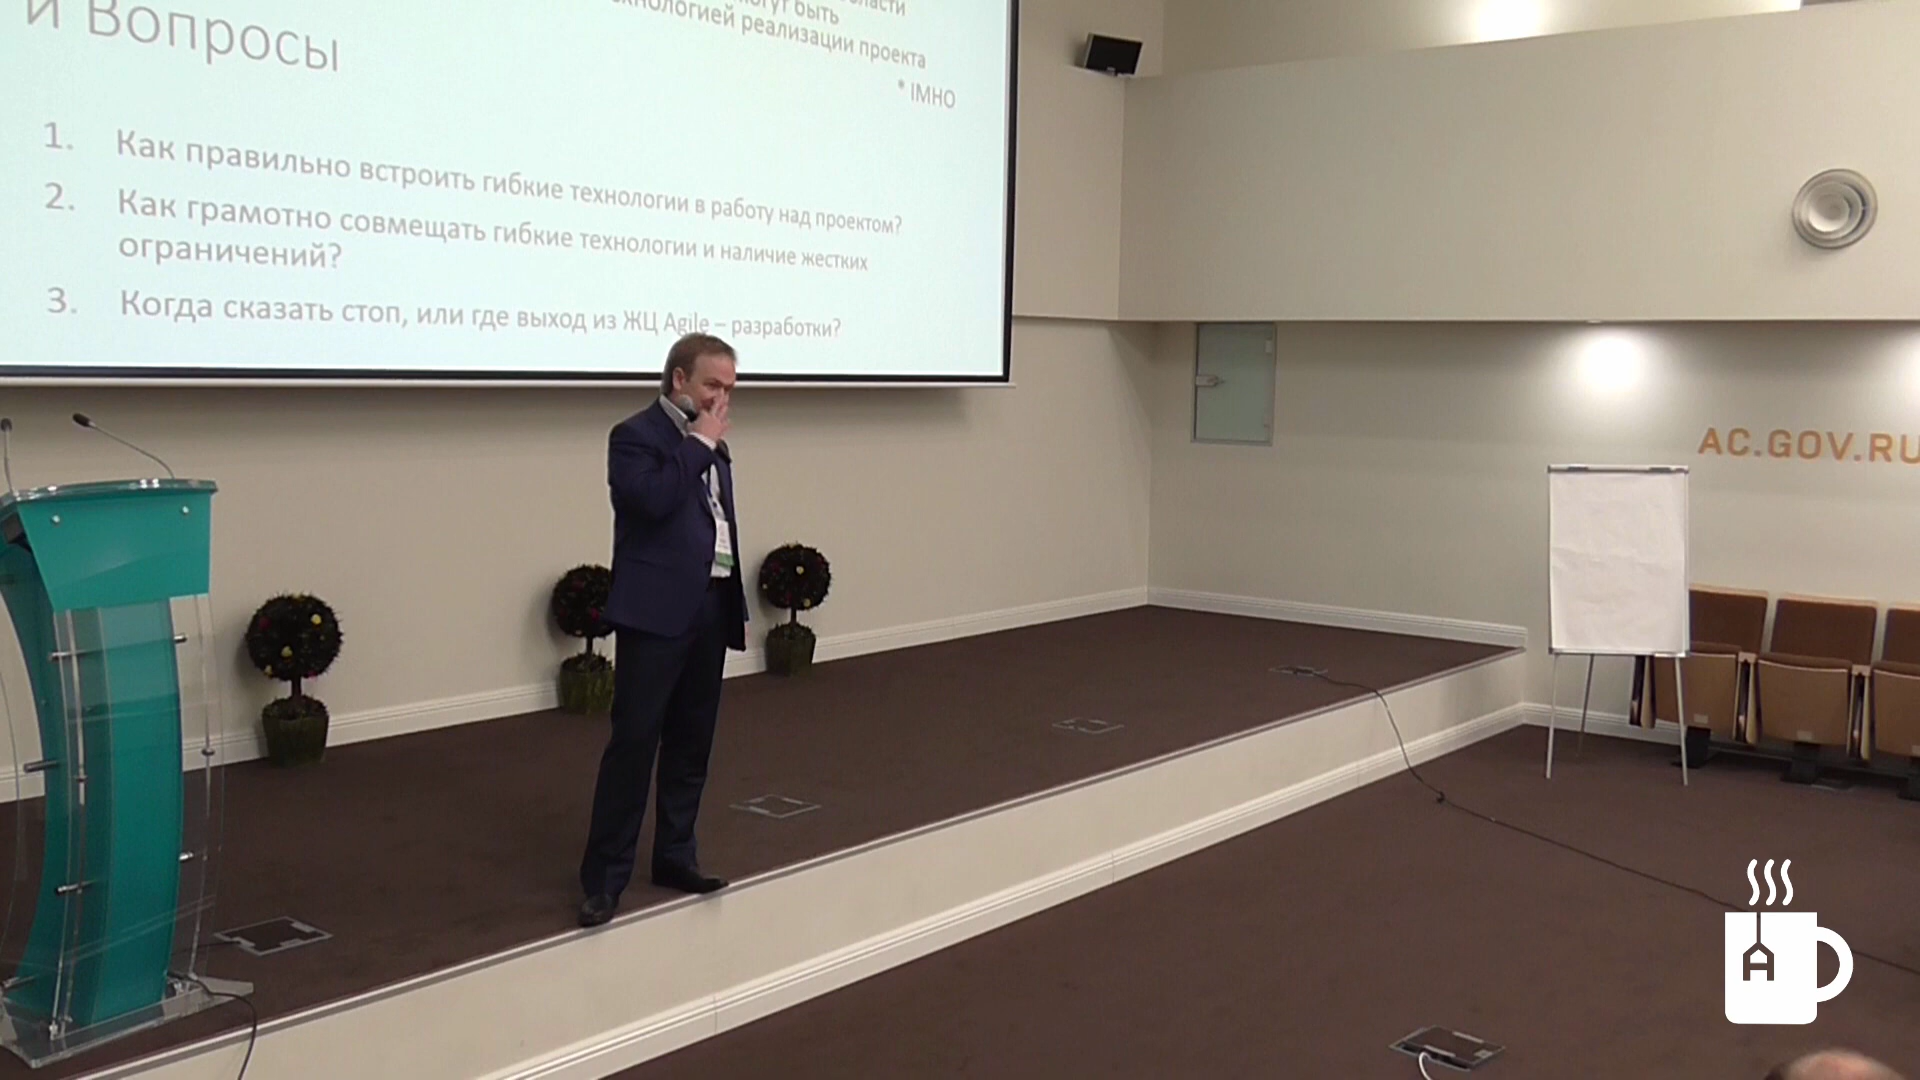 и Вопросы
могут быть
технологией реализации проекта
* ІМНО
1. Как правильно встроить гибкие технологии в работу над проектом?
2. Как грамотно совмещать гибкие технологии и наличие жестких
ограничений?
3. Когда сказать стоп, или где выход из ЖЦ Agile – разработки?
AC.GOV.RU
A